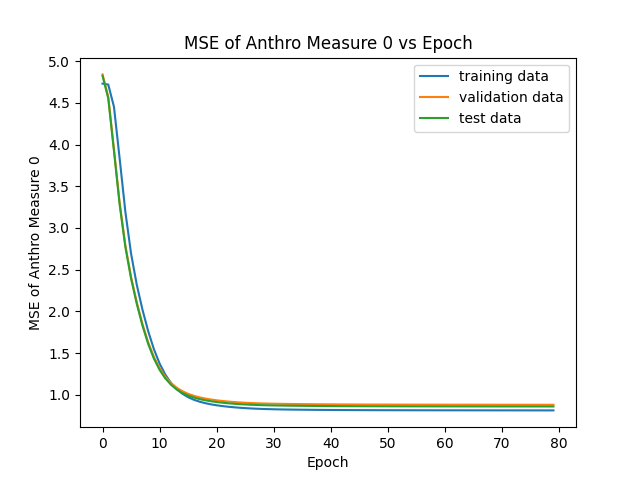 MSE of Anthro Measure 0 vs Epoch
training data
validation data
test data
MSE of Anthro Measure 0
5.0
4.5
4.0
3.5
3.0
2.5
2.0
1.5
1.0
0 10 20 30 40 50 60 70 80
Epoch